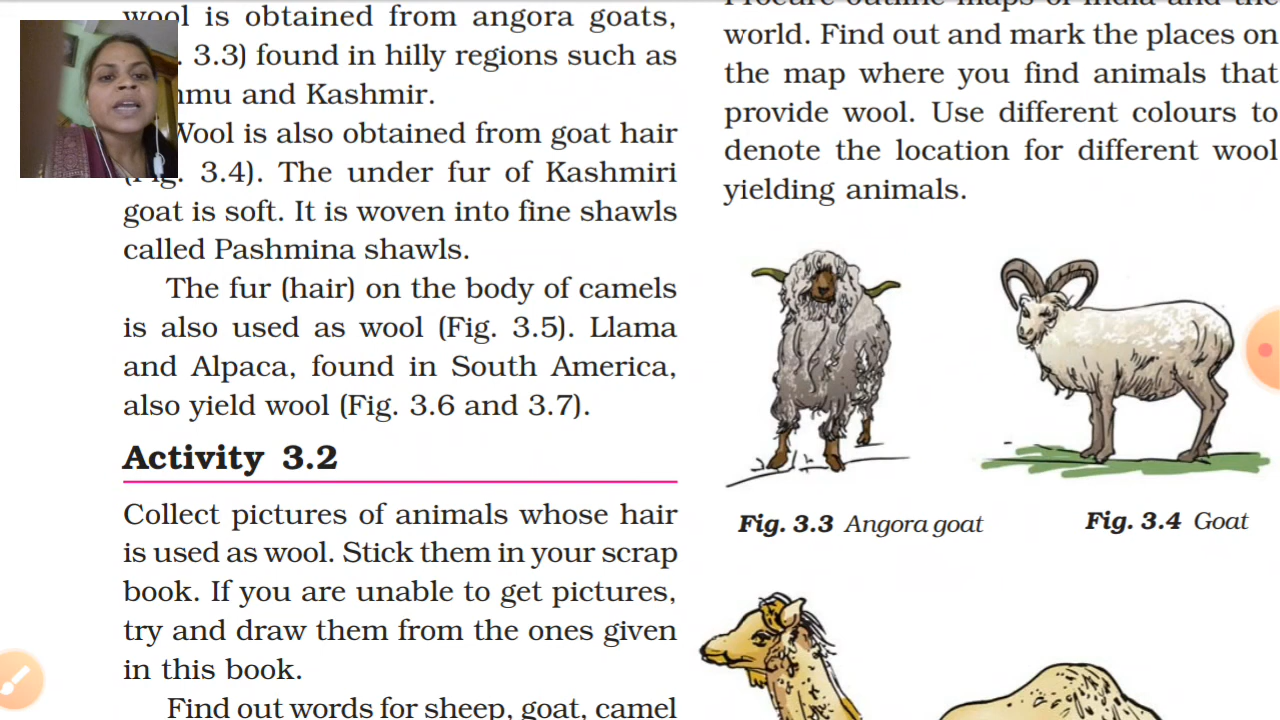 wool is obtained from angora goats,
3.3) found in hilly regions such as
and Kashmir.
Wool is also obtained from goat hair
(Fig. 3.4). The under fur of Kashmiri
goat is soft. It is woven into fine shawls
called Pashmina shawls.
The fur (hair) on the body of camels
is also used as wool (Fig. 3.5). Llama
and Alpaca, found in South America,
also yield wool (Fig. 3.6 and 3.7).
Activity 3.2
Collect pictures of animals whose hair
is used as wool. Stick them in your scrap
book. If you are unable to get pictures,
try and draw them from the ones given
in this book.
Find out words for sheep, goat, camel
Procure outline maps of India and the
world. Find out and mark the places on
the map where you find animals that
provide wool. Use different colours to
denote the location for different wool
yielding animals.
Fig. 3.3 Angora goat
Fig. 3.4 Goat